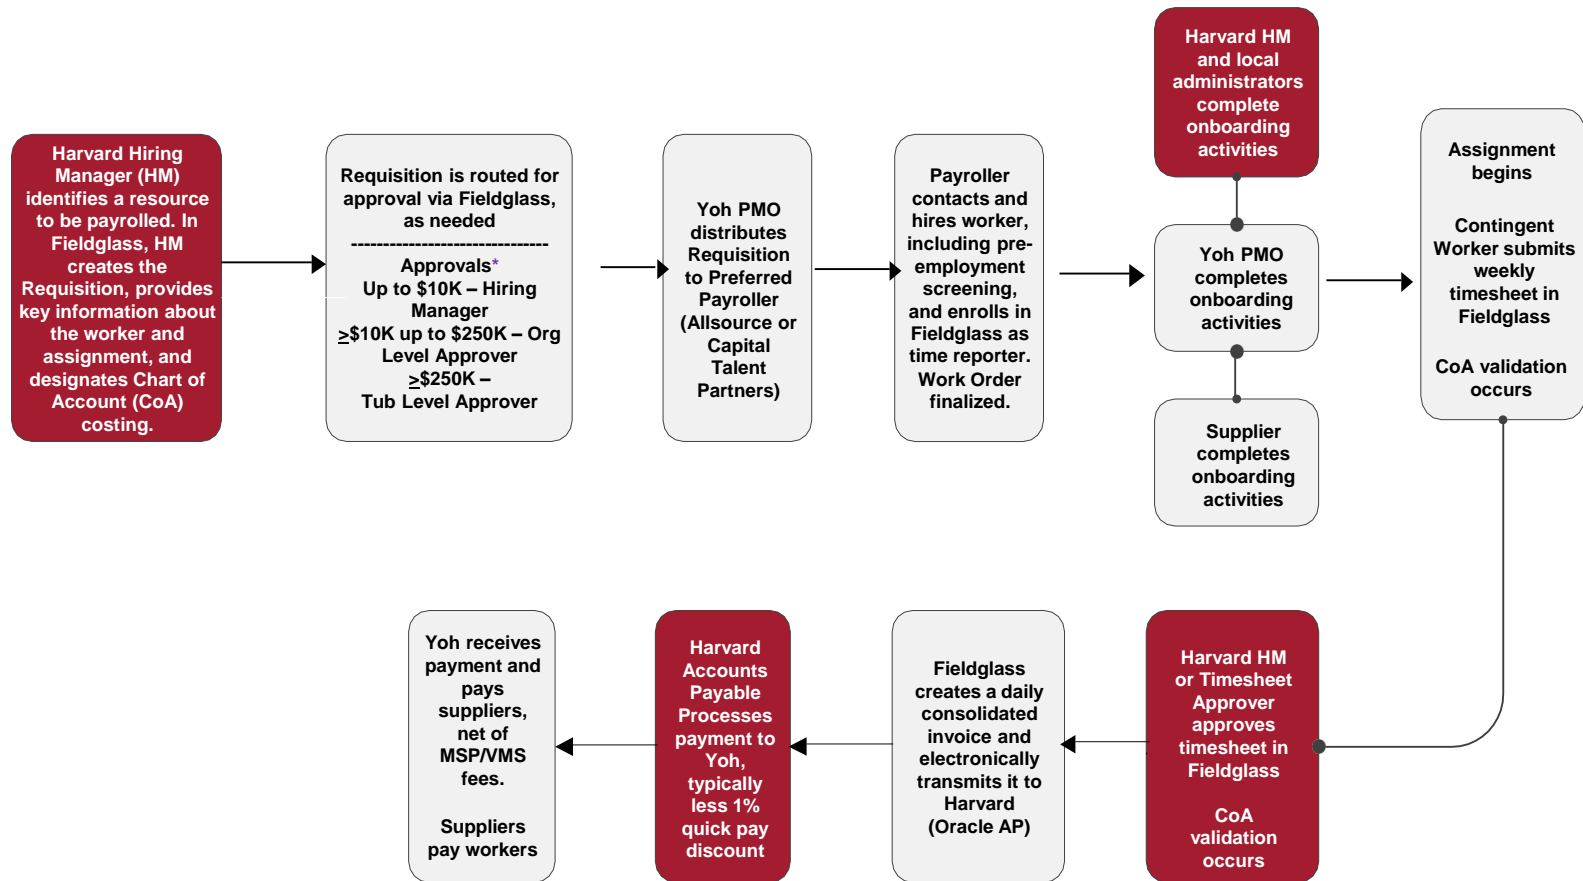 Harvard Hiring
Manager (HM)
identifies a resource
to be payrolled. In
Fieldglass, HM
creates the
Requisition, provides
key information about
the worker and
assignment, and
designates Chart of
Account (CoA)
costing.
Requisition is routed for
approval via Fieldglass,
as needed
-------------------------------
Approvals*
Up to $10K – Hiring
Manager
≥$10K up to $250K – Org
Level Approver
≥$250K –
Tub Level Approver
Yoh PMO
distributes
Requisition
to Preferred
Payroller
(Allsource or
Capital
Talent
Partners)
Payroller
contacts and
hires worker,
including pre-
employment
screening,
and enrolls in
Fieldglass as
time reporter.
Work Order
finalized.
Harvard HM
and local
administrators
complete
onboarding
activities
Yoh PMO
completes
onboarding
activities
Supplier
completes
onboarding
activities
Assignment
begins
Contingent
Worker submits
weekly
timesheet in
Fieldglass
CoA validation
occurs
Harvard HM
or Timesheet
Approver
approves
timesheet in
Fieldglass
CoA
validation
occurs
Fieldglass
creates a daily
consolidated
invoice and
electronically
transmits it to
Harvard
(Oracle AP)
Harvard
Accounts
Payable
Processes
payment to
Yoh,
typically
less 1%
quick pay
discount
Yoh receives
payment and
pays
suppliers,
net of
MSP/VMS
fees.
Suppliers
pay workers